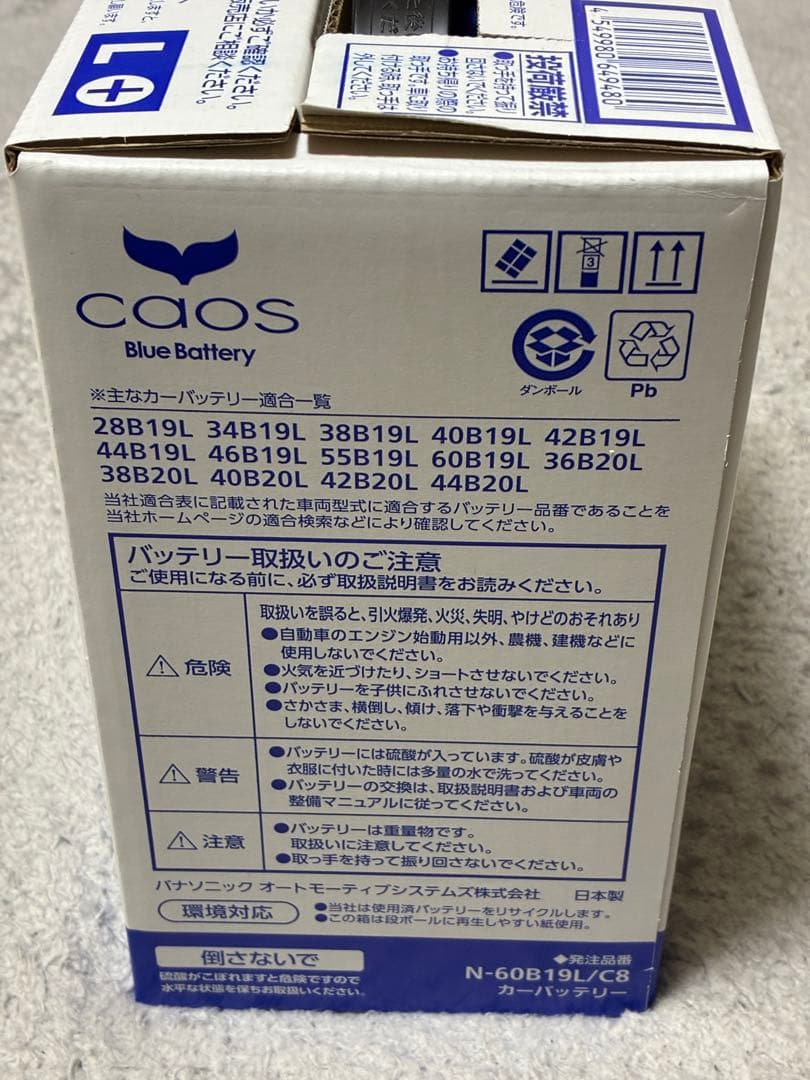 売店にご相談ください。
L+
投荷厳禁
4 549980 649480
caos
Blue Battery
3
ダンボール
Pb
※主なカーバッテリー適合一覧
28B19L 34B19L 38B19L 40B19L 42B19L
44B19L 46B19L 55B19L 60B19L 36B20L
38B20L 40B20L 42B20L 44B20L
当社適合表に記載された車両型式に適合するバッテリー品番であることを
当社ホームページの適合検索などにより確認してください。
バッテリー取扱いのご注意
ご使用になる前に、必ず取扱説明書をお読みください。
危険
取扱いを誤ると、引火爆発、火災、失明、やけどのおそれあり
●自動車のエンジン始動用以外、農機、建機などに
使用しないでください。
●火気を近づけたり、ショートさせないでください。
●バッテリーを子供にふれさせないでください。
●さかさま、横倒し、傾け、落下や衝撃を与えることを
しないでください。
警告
●バッテリーには硫酸が入っています。硫酸が皮膚や
衣服に付いた時には多量の水で洗ってください。
●バッテリーの交換は、取扱説明書および車両の
整備マニュアルに従ってください。
注意
●バッテリーは重量物です。
取扱いに注意してください。
●取っ手を持って振り回さないでください。
パナソニック オートモーティブシステムズ株式会社 日本製
環境対応
●当社は使用済バッテリーをリサイクルします。
●この箱は段ボールに再生しやすい紙使用。
倒さないで
硫酸がこぼれますと危険ですので
水平な状態を保ちお取扱いください。
◆発注品番
N-60B19L/C8
カーバッテリー